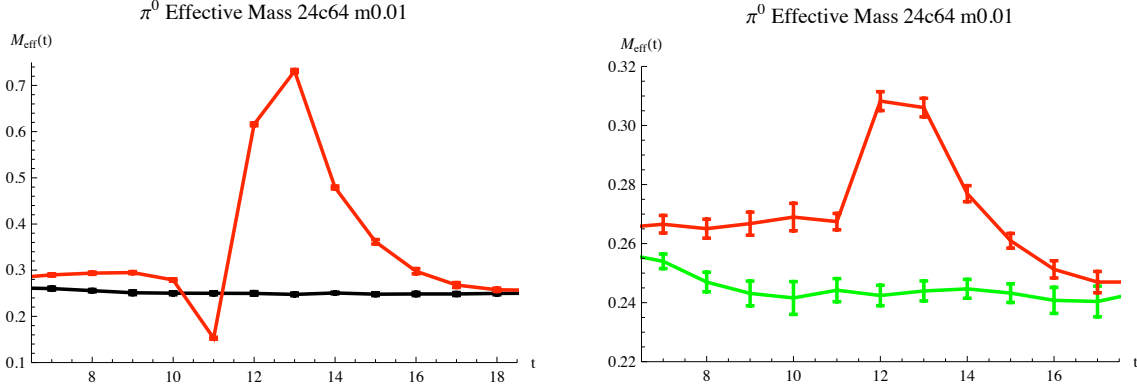 π⁰ Effective Mass 24c64 m0.01
M_eff(t)
0.7
0.6
0.5
0.4
0.3
0.2
0.1
8 10 12 14 16 18 t
π⁰ Effective Mass 24c64 m0.01
M_eff(t)
0.32
0.30
0.28
0.26
0.24
0.22
8 10 12 14 16 t